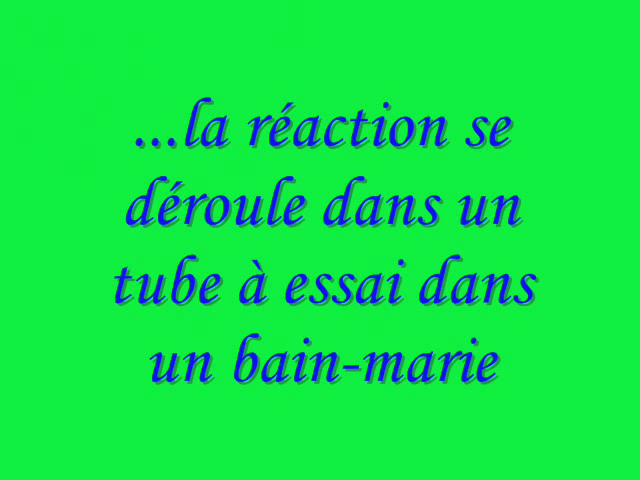 ...la réaction se
déroule dans un
tube à essai dans
un bain-marie